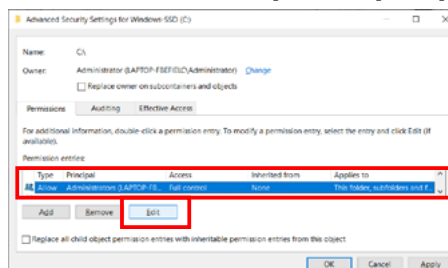 Advanced Security Settings for Windows-SSD (C:)
Name: C:\
Owner: Administrator (LAPTOP-FBEFIDLC\Administrator) Change
Replace owner on subcontainers and objects
Permissions Auditing Effective Access
For additional information, double-click a permission entry. To modify a permission entry, select the entry and click Edit (if
available).
Permission entries:
Type Principal Access Inherited from Applies to
Allow Administrators (LAPTOP-FB... Full control None This folder, subfolders and f...
Add Remove Edit
Replace all child object permission entries with inheritable permission entries from this object
OK Cancel Apply